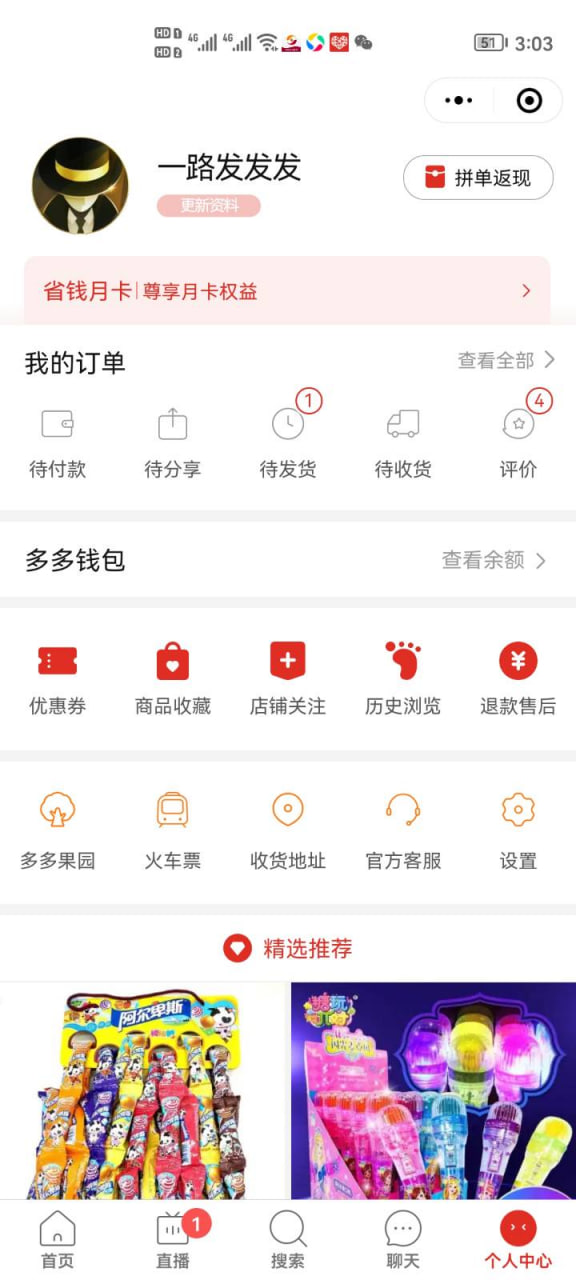 HD 1 4G 4G 51 3:03
HD 2
一路发发发
更新资料
拼单返现
省钱月卡|尊享月卡权益
我的订单 查看全部
1 4
待付款 待分享 待发货 待收货 评价
多多钱包 查看余额
优惠券 商品收藏 店铺关注 历史浏览 退款售后
多多果园 火车票 收货地址 官方客服 设置
精选推荐
阿尔卑斯
糖玩
1
首页 直播 搜索 聊天 个人中心